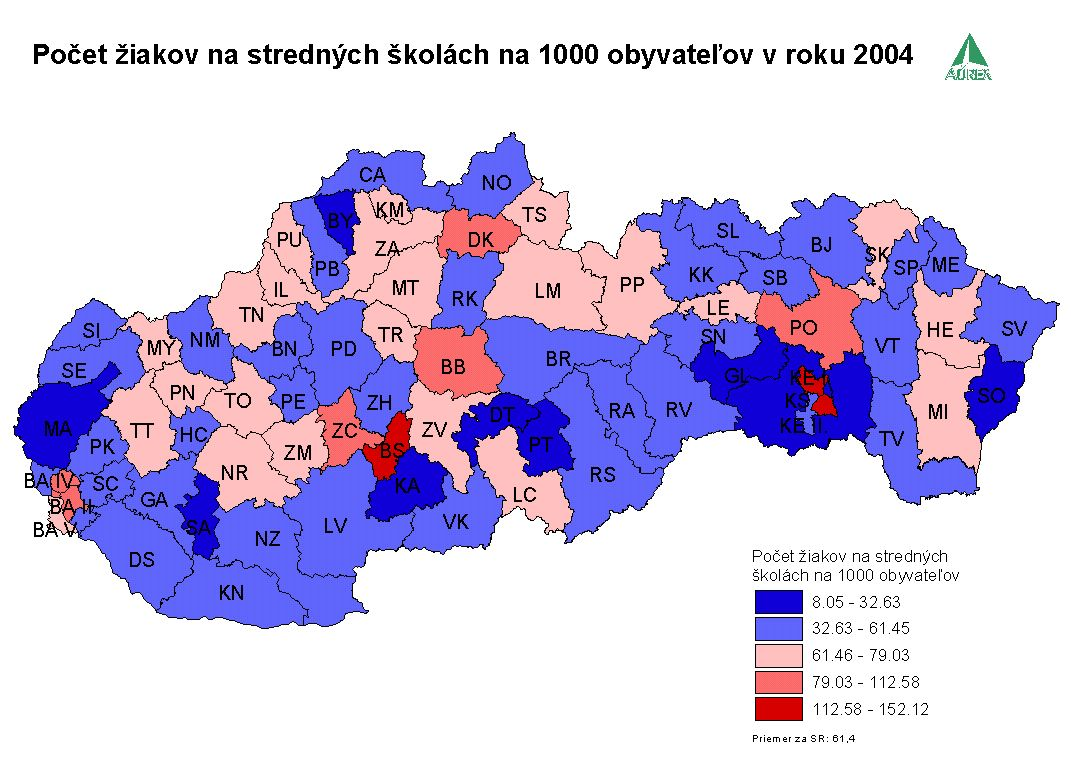 Počet žiakov na stredných školách na 1000 obyvateľov v roku 2004
AUREX
CA
NO
BY
KM
TS
PU
ZA
DK
SL
BJ
SK
PB
KK
SB
SP
ME
IL
MT
RK
LM
PP
LE
TN
SI
MY
NM
BN
PD
TR
SN
PO
HE
SV
VT
SE
BB
BR
GL
KE I.
PN
TO
PE
ZH
DT
RA
RV
KS
SO
MA
TT
HC
ZC
ZV
PT
KE II.
MI
PK
ZM
BS
TV
BA IV
SC
NR
KA
LC
RS
BA II.
GA
BA V.
SA
NZ
LV
VK
DS
KN
Počet žiakov na stredných
školách na 1000 obyvateľov
8.05 - 32.63
32.63 - 61.45
61.46 - 79.03
79.03 - 112.58
112.58 - 152.12
Priemer za SR: 61,4